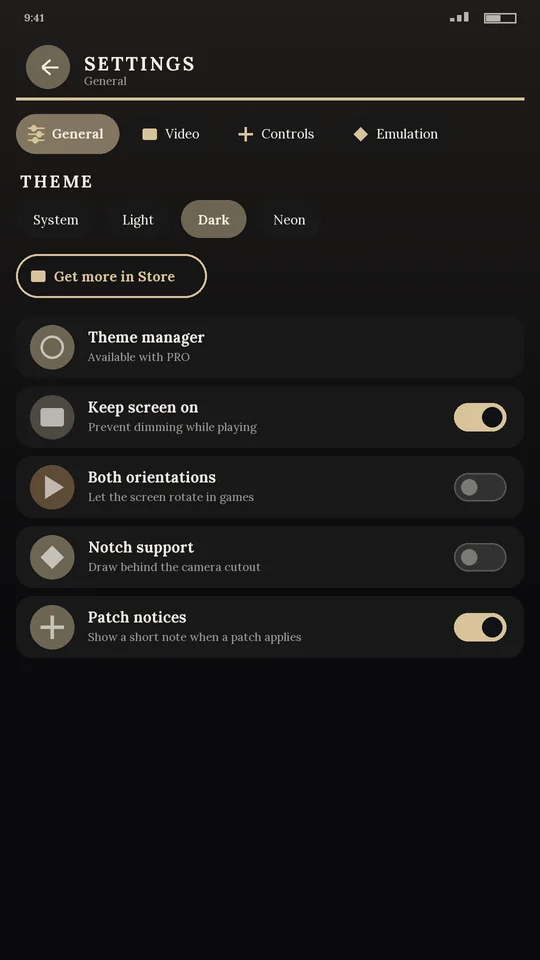 9:41
SETTINGS
General
General Video Controls Emulation
THEME
System Light Dark Neon
Get more in Store
Theme manager
Available with PRO
Keep screen on
Prevent dimming while playing
Both orientations
Let the screen rotate in games
Notch support
Draw behind the camera cutout
Patch notices
Show a short note when a patch applies